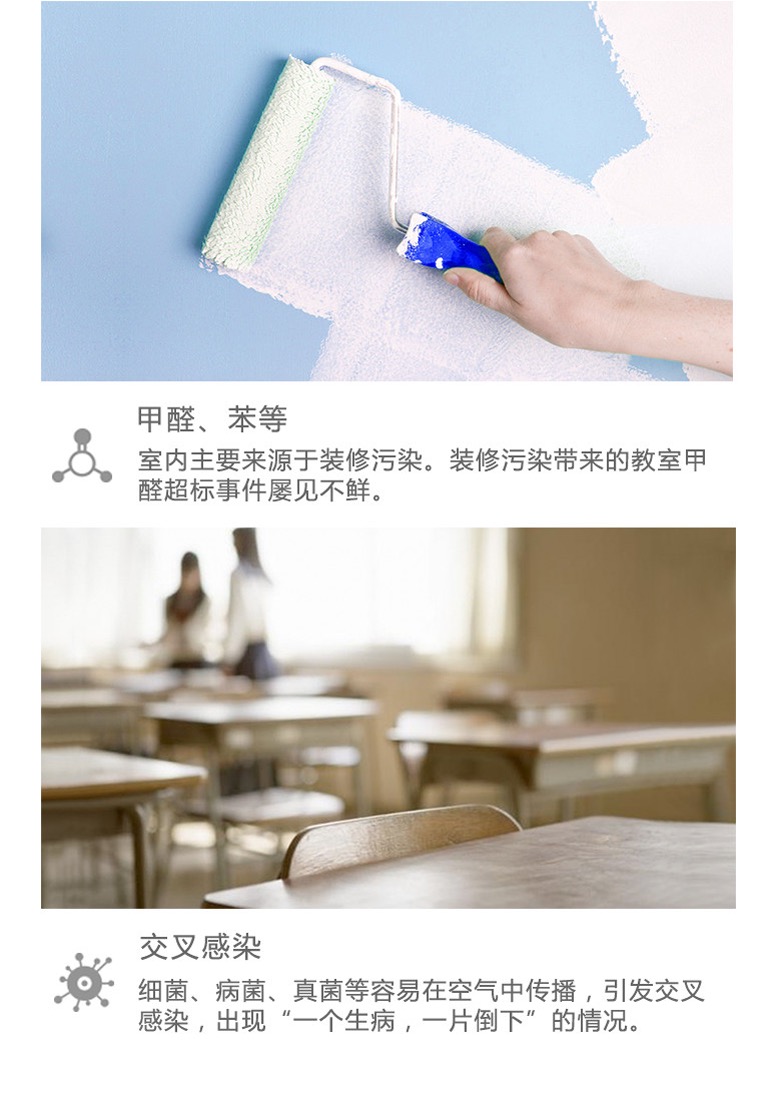 甲醛、苯等
室内主要来源于装修污染。装修污染带来的教室甲
醛超标事件屡见不鲜。
交叉感染
细菌、病菌、真菌等容易在空气中传播，引发交叉
感染，出现“一个生病，一片倒下”的情况。